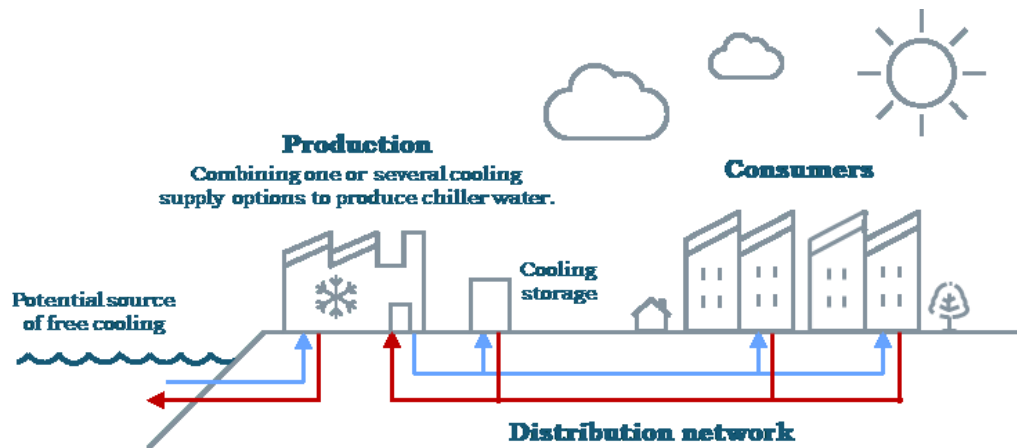 Production
Combining one or several cooling
supply options to produce chiller water.
Consumers
Cooling
storage
Potential source
of free cooling
Distribution network